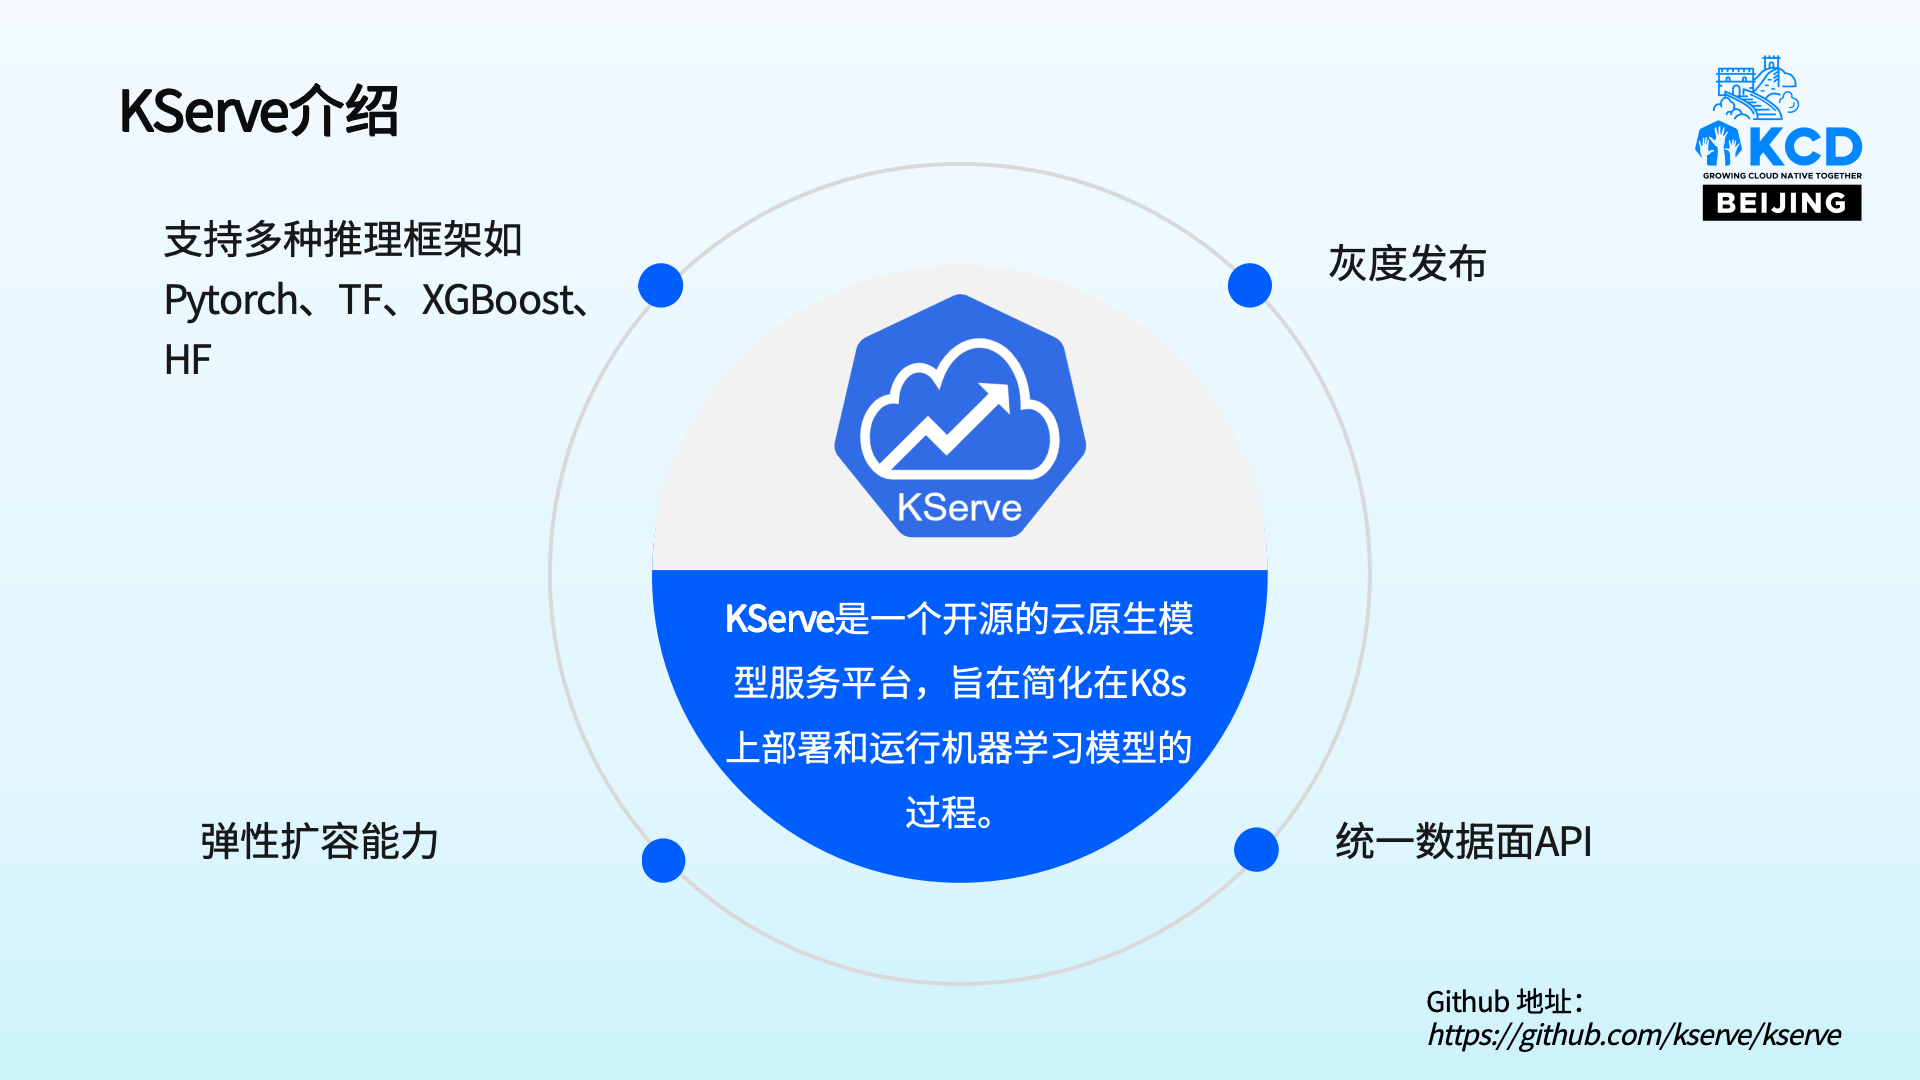 KServe介绍
KCD
GROWING CLOUD NATIVE TOGETHER
BEIJING
支持多种推理框架如
Pytorch、TF、XGBoost、
HF
灰度发布
KServe
KServe是一个开源的云原生模
型服务平台，旨在简化在K8s
上部署和运行机器学习模型的
过程。
弹性扩容能力
统一数据面API
Github 地址：
https://github.com/kserve/kserve